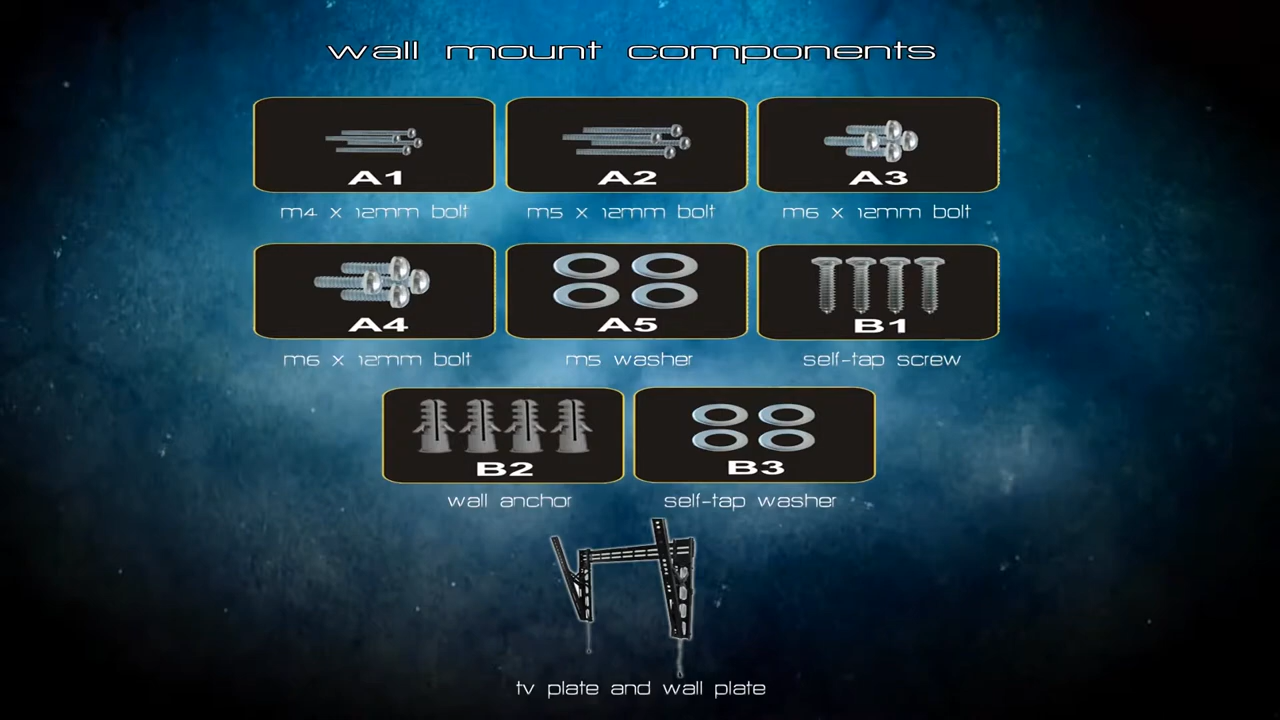 wall mount components
A1
A2
A3
m4 x 12mm bolt
m5 x 12mm bolt
m6 x 12mm bolt
A4
A5
B1
m6 x 12mm bolt
m5 washer
self-tap screw
B2
B3
wall anchor
self-tap washer
tv plate and wall plate